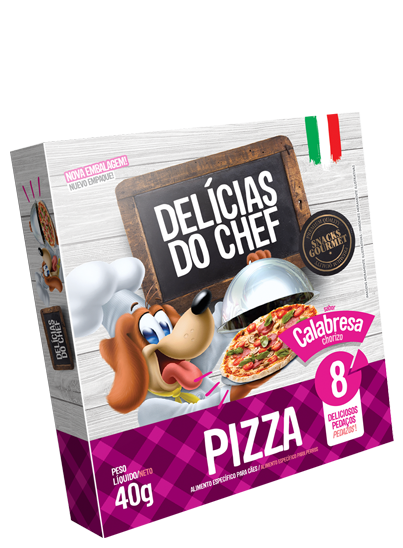 NOVA EMBALAGEM!
NUEVO EMPAQUE!
DELÍCIAS
DO CHEF
SNACKS
GOURMET
sabor
Calabresa
chorizo
8
DELICIOSOS
PEDAÇOS
PEDAZOS!
PIZZA
ALIMENTO ESPECÍFICO PARA CÃES / ALIMENTO ESPECÍFICO PARA PERROS
PESO
LÍQUIDO/NETO
40g
DELÍCIAS
DO CHEF